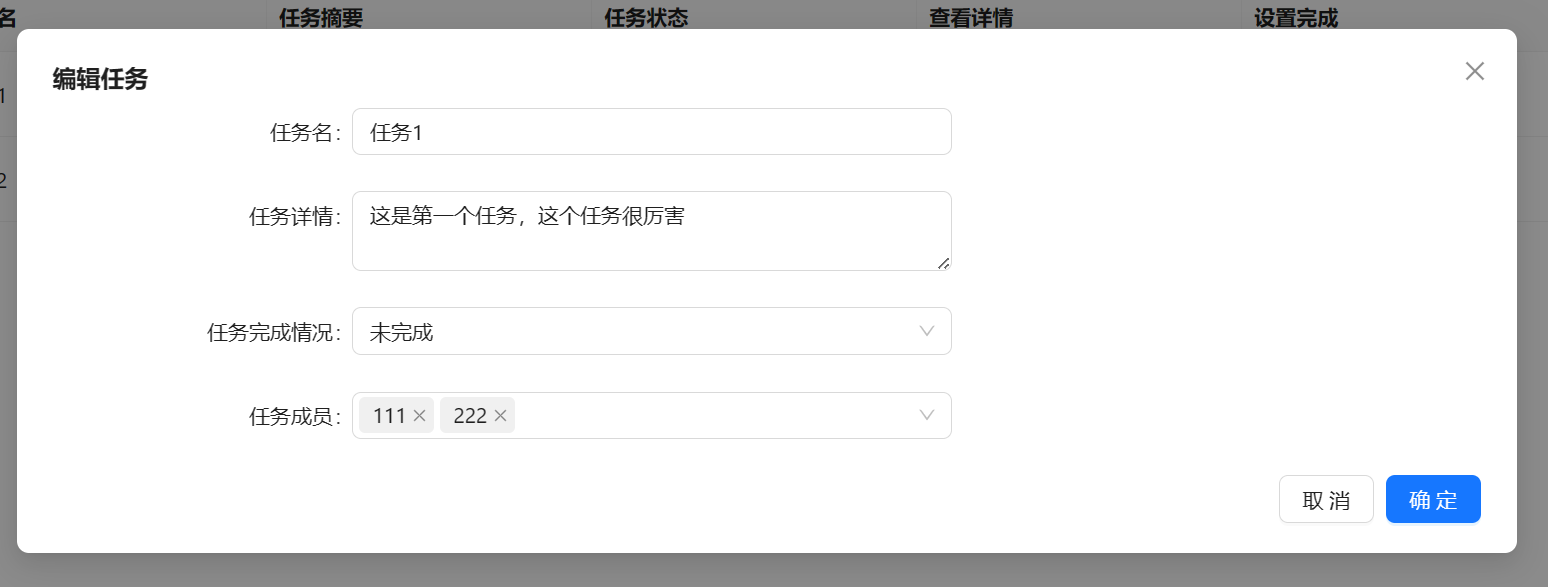 名 任务摘要 任务状态 查看详情 设置完成
编辑任务
1
任务名: 任务1
2
任务详情: 这是第一个任务，这个任务很厉害
任务完成情况: 未完成
任务成员: 111 222
取消 确定